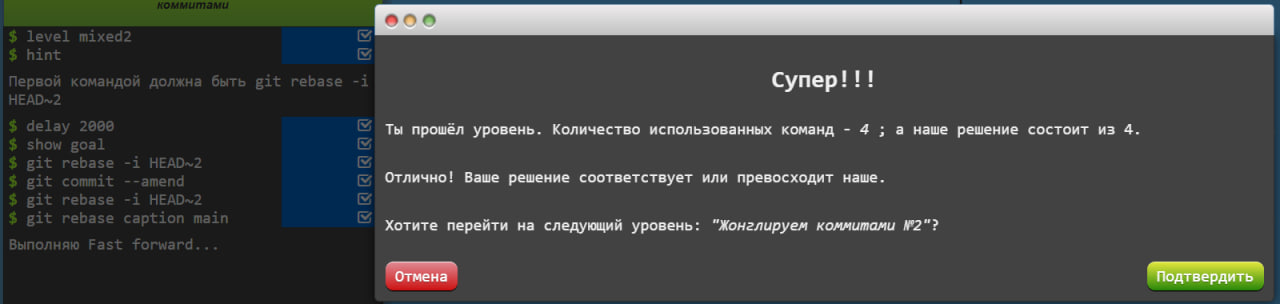 коммитами
$ level mixed2
$ hint
Первой командой должна быть git rebase -i
HEAD~2
$ delay 2000
$ show goal
$ git rebase -i HEAD~2
$ git commit --amend
$ git rebase -i HEAD~2
$ git rebase caption main
Выполняю Fast forward...
Супер!!!
Ты прошёл уровень. Количество использованных команд - 4 ; а наше решение состоит из 4.
Отлично! Ваше решение соответствует или превосходит наше.
Хотите перейти на следующий уровень: "Жонглируем коммитами №2"?
Отмена
Подтвердить